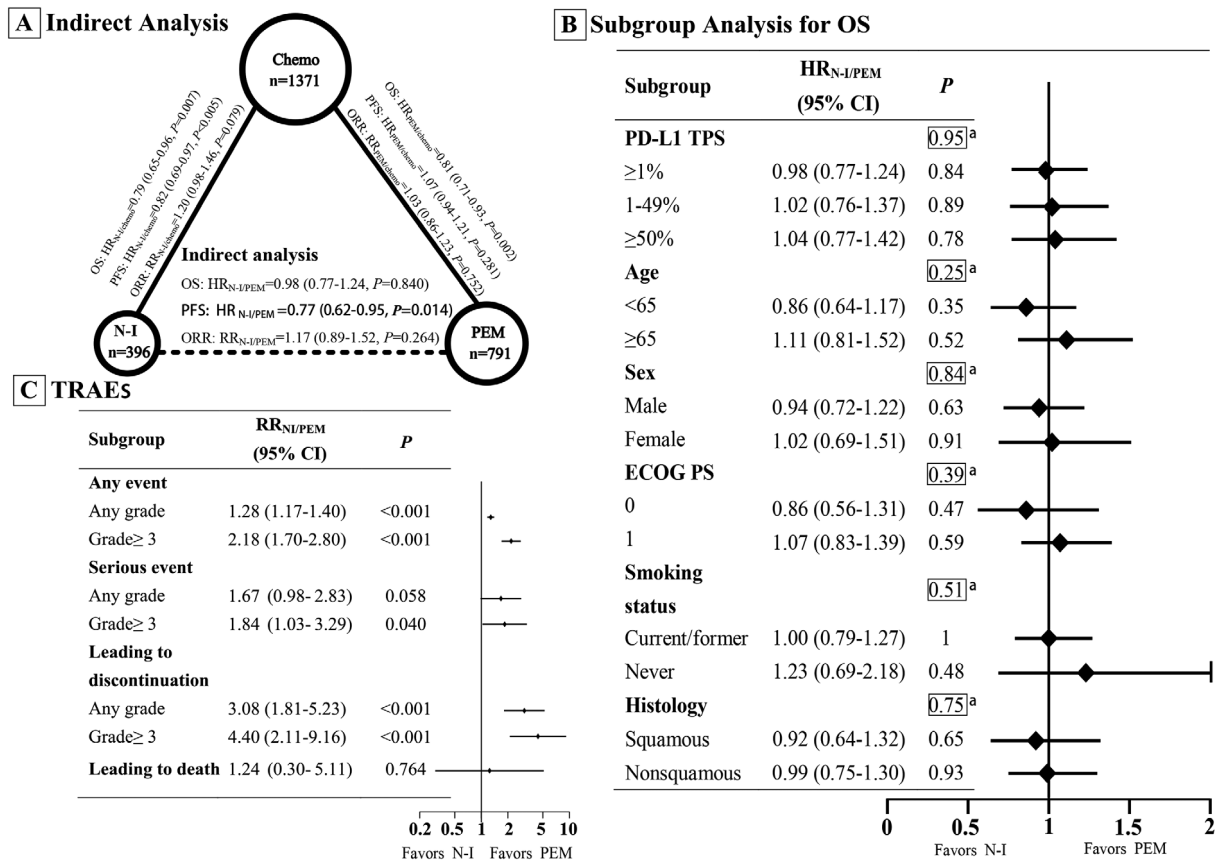 A Indirect Analysis
Chemo
n=1371
OS: HRN-I/chemo=0.79 (0.65-0.96, P=0.007)
PFS: HRN-I/chemo=0.82 (0.69-0.97, P<0.005)
ORR: RRN-I/chemo=1.20 (0.98-1.46, P=0.079)
OS: HRPEM/chemo=0.81 (0.71-0.93, P=0.002)
PFS: HRPEM/chemo=1.07 (0.94-1.21, P=0.281)
ORR: RRPEM/chemo=1.03 (0.86-1.23, P=0.752)
Indirect analysis
OS: HRN-I/PEM=0.98 (0.77-1.24, P=0.840)
PFS: HR N-I/PEM=0.77 (0.62-0.95, P=0.014)
ORR: RRN-I/PEM=1.17 (0.89-1.52, P=0.264)
N-I
n=396
PEM
n=791
B Subgroup Analysis for OS
Subgroup HRN-I/PEM (95% CI) P
PD-L1 TPS 0.95 a
≥1% 0.98 (0.77-1.24) 0.84
1-49% 1.02 (0.76-1.37) 0.89
≥50% 1.04 (0.77-1.42) 0.78
Age 0.25 a
<65 0.86 (0.64-1.17) 0.35
≥65 1.11 (0.81-1.52) 0.52
Sex 0.84 a
Male 0.94 (0.72-1.22) 0.63
Female 1.02 (0.69-1.51) 0.91
ECOG PS 0.39 a
0 0.86 (0.56-1.31) 0.47
1 1.07 (0.83-1.39) 0.59
Smoking
status 0.51 a
Current/former 1.00 (0.79-1.27) 1
Never 1.23 (0.69-2.18) 0.48
Histology 0.75 a
Squamous 0.92 (0.64-1.32) 0.65
Nonsquamous 0.99 (0.75-1.30) 0.93
0 0.5 1 1.5 2
Favors N-I Favors PEM
C TRAEs
Subgroup RRNI/PEM (95% CI) P
Any event
Any grade 1.28 (1.17-1.40) <0.001
Grade≥ 3 2.18 (1.70-2.80) <0.001
Serious event
Any grade 1.67 (0.98- 2.83) 0.058
Grade≥ 3 1.84 (1.03- 3.29) 0.040
Leading to
discontinuation
Any grade 3.08 (1.81-5.23) <0.001
Grade≥ 3 4.40 (2.11-9.16) <0.001
Leading to death 1.24 (0.30- 5.11) 0.764
0.2 0.5 1 2 5 10
Favors N-I Favors PEM